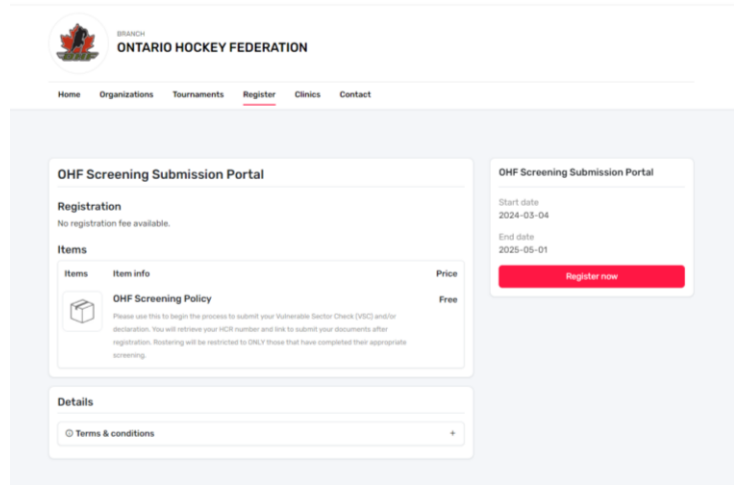 BRANCH
ONTARIO HOCKEY FEDERATION
Home Organizations Tournaments Register Clinics Contact
OHF Screening Submission Portal
Registration
No registration fee available.
Items
Items Item info Price
OHF Screening Policy Free
Please use this to begin the process to submit your Vulnerable Sector Check (VSC) and/or
declaration. You will retrieve your HCR number and link to submit your documents after
registration. Rostering will be restricted to ONLY those that have completed their appropriate
screening.
Details
Terms & conditions +
OHF Screening Submission Portal
Start date
2024-03-04
End date
2025-05-01
Register now